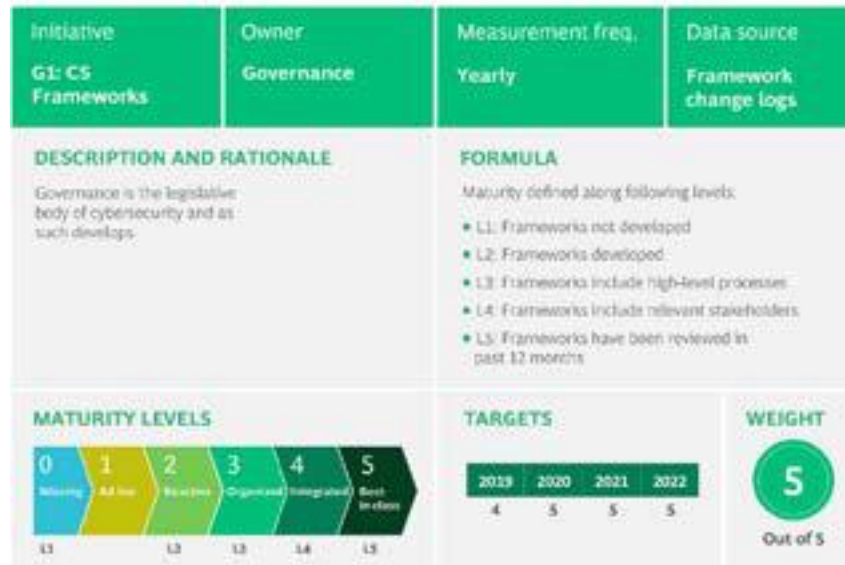 Initiative
G1: CS
Frameworks
Owner
Governance
Measurement freq.
Yearly
Data source
Framework
change logs
DESCRIPTION AND RATIONALE
Governance is the legislative
body of cybersecurity and as
such develops
FORMULA
Maturity defined along following levels:
• L1: Frameworks not developed
• L2: Frameworks developed
• L3: Frameworks include high-level processes
• L4: Frameworks include relevant stakeholders
• L5: Frameworks have been reviewed in
past 12 months
MATURITY LEVELS
0 1 2 3 4 5
Missing Ad hoc Reactive Organized Integrated Best
in class
L1 L2 L3 L4 L5
TARGETS
2019 2020 2021 2022
4 5 5 5
WEIGHT
5
Out of 5